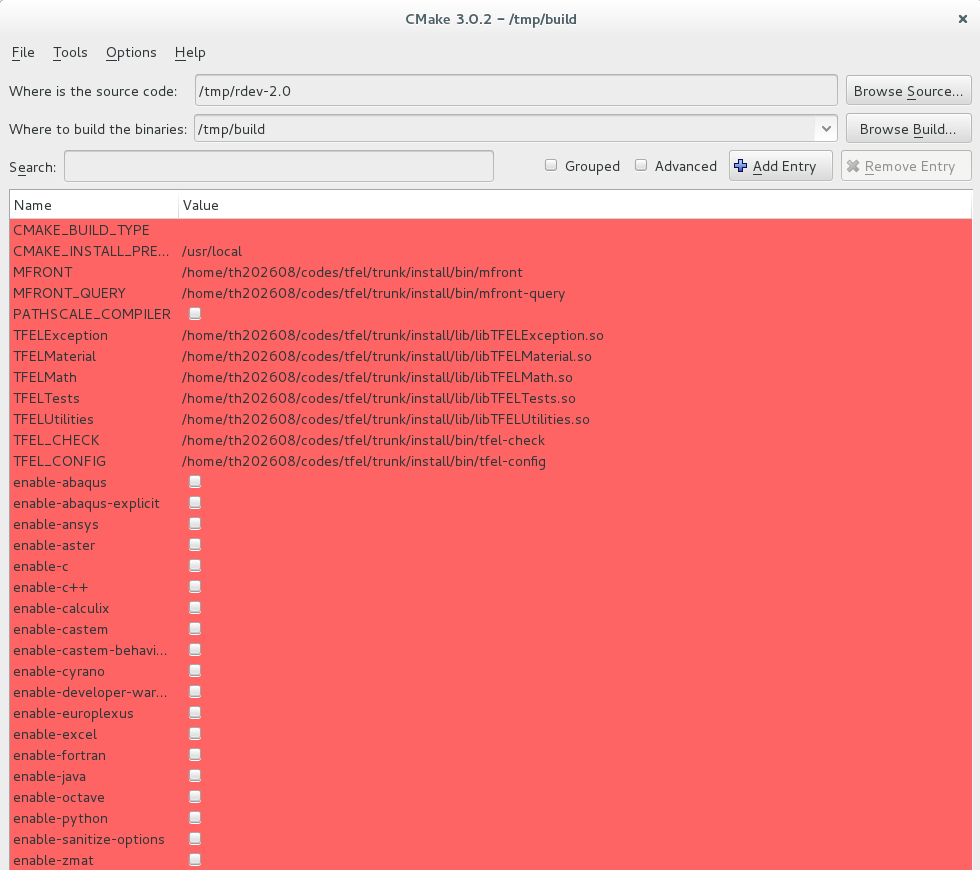 CMake 3.0.2 – /tmp/build
File Tools Options Help
Where is the source code: /tmp/rdev-2.0 Browse Source...
Where to build the binaries: /tmp/build Browse Build...
Search: Grouped Advanced Add Entry Remove Entry
Name Value
CMAKE_BUILD_TYPE
CMAKE_INSTALL_PRE... /usr/local
MFRONT /home/th202608/codes/tfel/trunk/install/bin/mfront
MFRONT_QUERY /home/th202608/codes/tfel/trunk/install/bin/mfront-query
PATHSCALE_COMPILER
TFELException /home/th202608/codes/tfel/trunk/install/lib/libTFELException.so
TFELMaterial /home/th202608/codes/tfel/trunk/install/lib/libTFELMaterial.so
TFELMath /home/th202608/codes/tfel/trunk/install/lib/libTFELMath.so
TFELTests /home/th202608/codes/tfel/trunk/install/lib/libTFELTests.so
TFELUtilities /home/th202608/codes/tfel/trunk/install/lib/libTFELUtilities.so
TFEL_CHECK /home/th202608/codes/tfel/trunk/install/bin/tfel-check
TFEL_CONFIG /home/th202608/codes/tfel/trunk/install/bin/tfel-config
enable-abaqus
enable-abaqus-explicit
enable-ansys
enable-aster
enable-c
enable-c++
enable-calculix
enable-castem
enable-castem-behavi...
enable-cyrano
enable-developer-war...
enable-europlexus
enable-excel
enable-fortran
enable-java
enable-octave
enable-python
enable-sanitize-options
enable-zmat